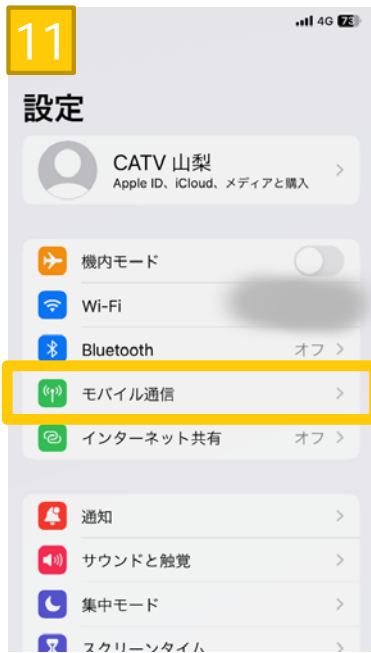 11
4G 73
設定
CATV 山梨
Apple ID、iCloud、メディアと購入
機内モード
Wi-Fi
Bluetooth オフ
モバイル通信
インターネット共有 オフ
通知
サウンドと触覚
集中モード
スクリーンタイム